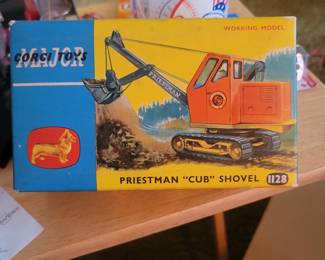 WORKING MODEL
CORGI TOYS
MAJOR
PRIESTMAN
PRIESTMAN "CUB" SHOVEL 1128